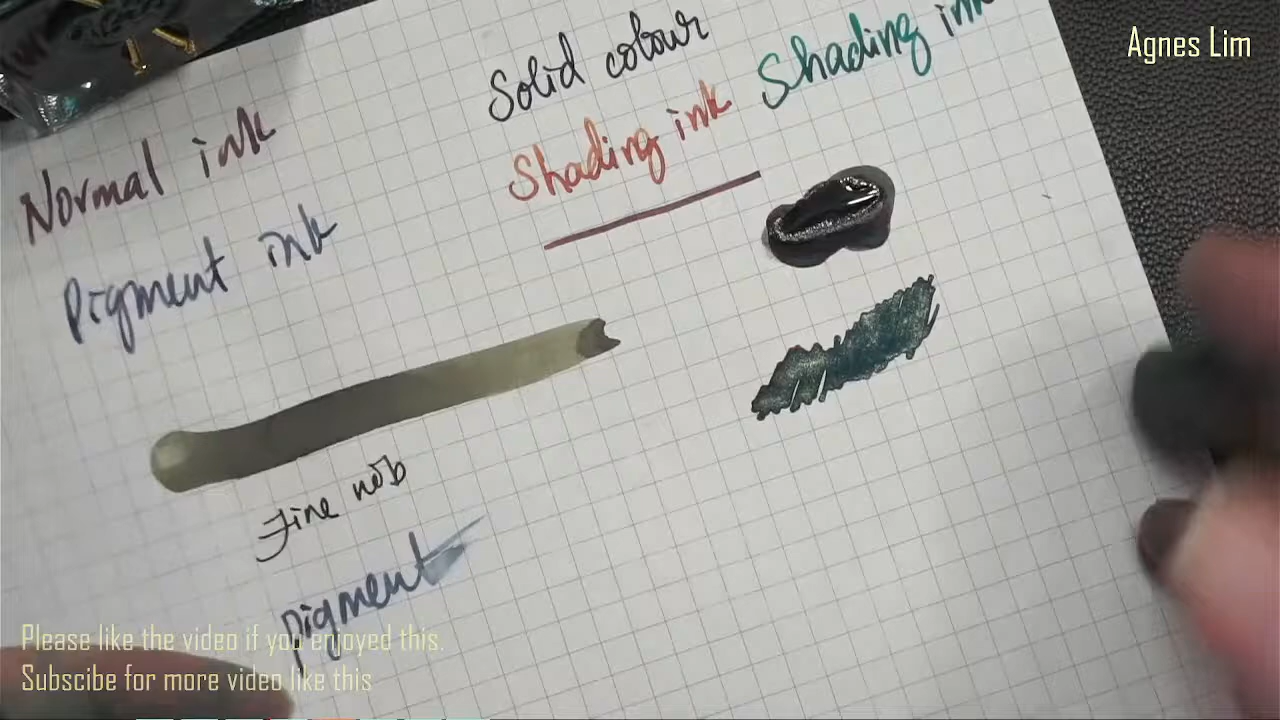 Agnes Lim
Solid colour
Shading ink
Shading ink
Normal ink
Pigment ink
Fine nib
Pigment
Please like the video if you enjoyed this.
Subscibe for more video like this